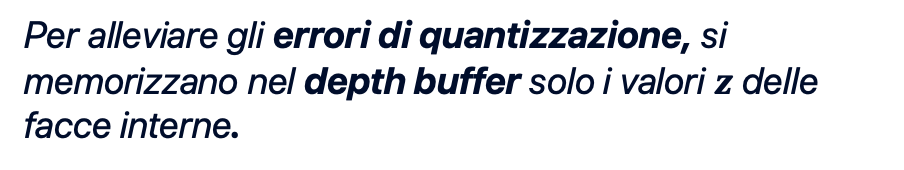 Per alleviare gli errori di quantizzazione, si
memorizzano nel depth buffer solo i valori z delle
facce interne.